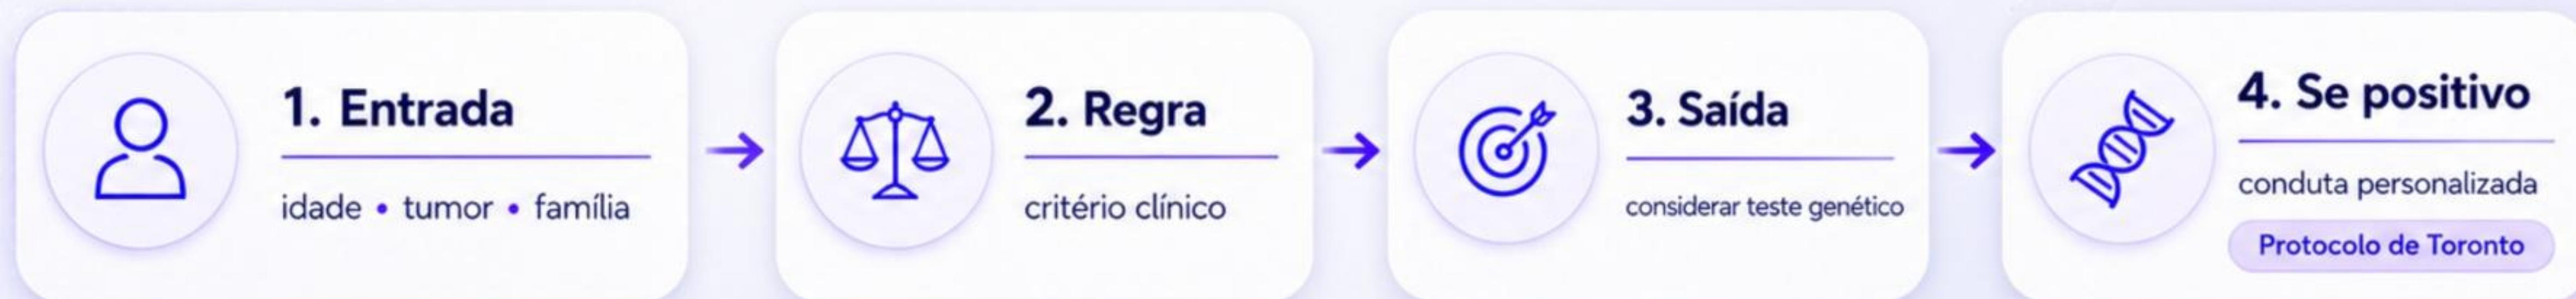 1. Entrada
idade • tumor • família
2. Regra
critério clínico
3. Saída
considerar teste genético
4. Se positivo
conduta personalizada
Protocolo de Toronto